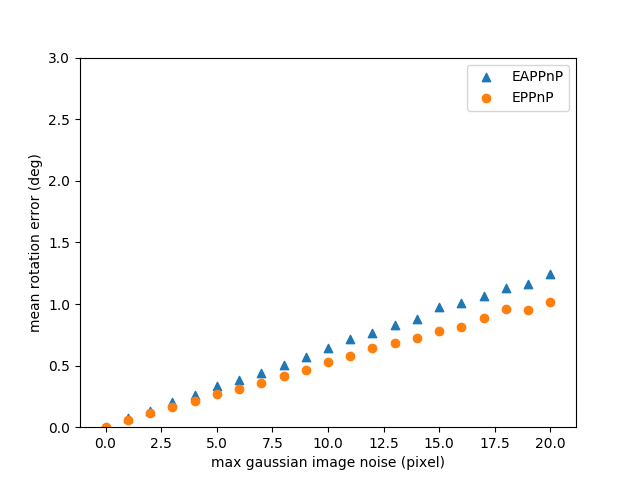 3.0
2.5
2.0
1.5
1.0
0.5
0.0
mean rotation error (deg)
EAPPnP
EPPnP
0.0 2.5 5.0 7.5 10.0 12.5 15.0 17.5 20.0
max gaussian image noise (pixel)